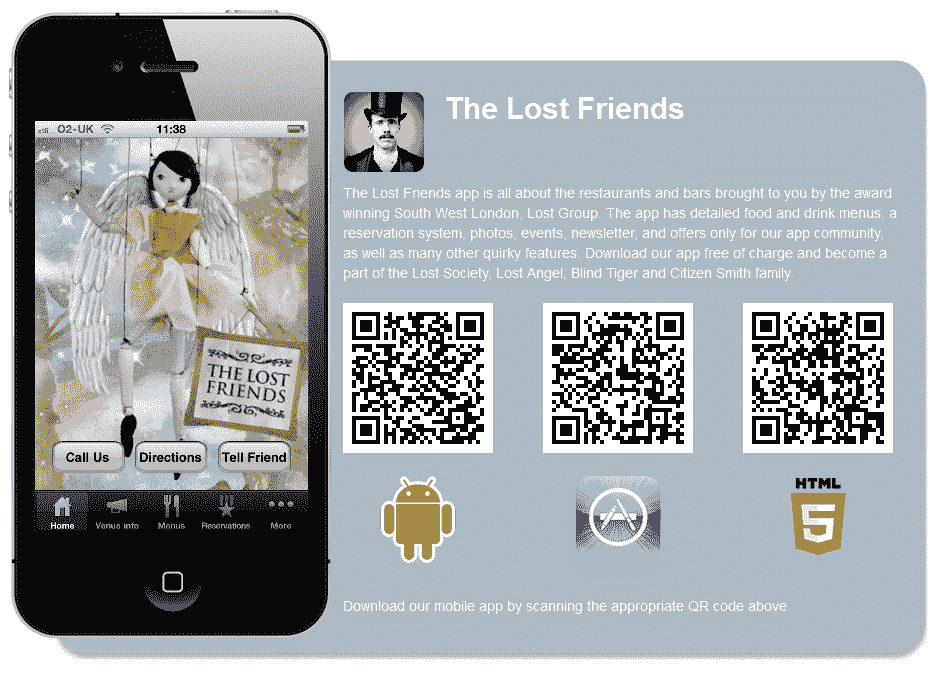 O2-UK 11:38
THE LOST
FRIENDS
Call Us Directions Tell Friend
Home Venue info Menus Reservations More
The Lost Friends
The Lost Friends app is all about the restaurants and bars brought to you by the award
winning South West London, Lost Group. The app has detailed food and drink menus, a
reservation system, photos, events, newsletter, and offers only for our app community,
as well as many other quirky features. Download our app free of charge and become a
part of the Lost Society, Lost Angel, Blind Tiger and Citizen Smith family.
HTML
5
Download our mobile app by scanning the appropriate QR code above